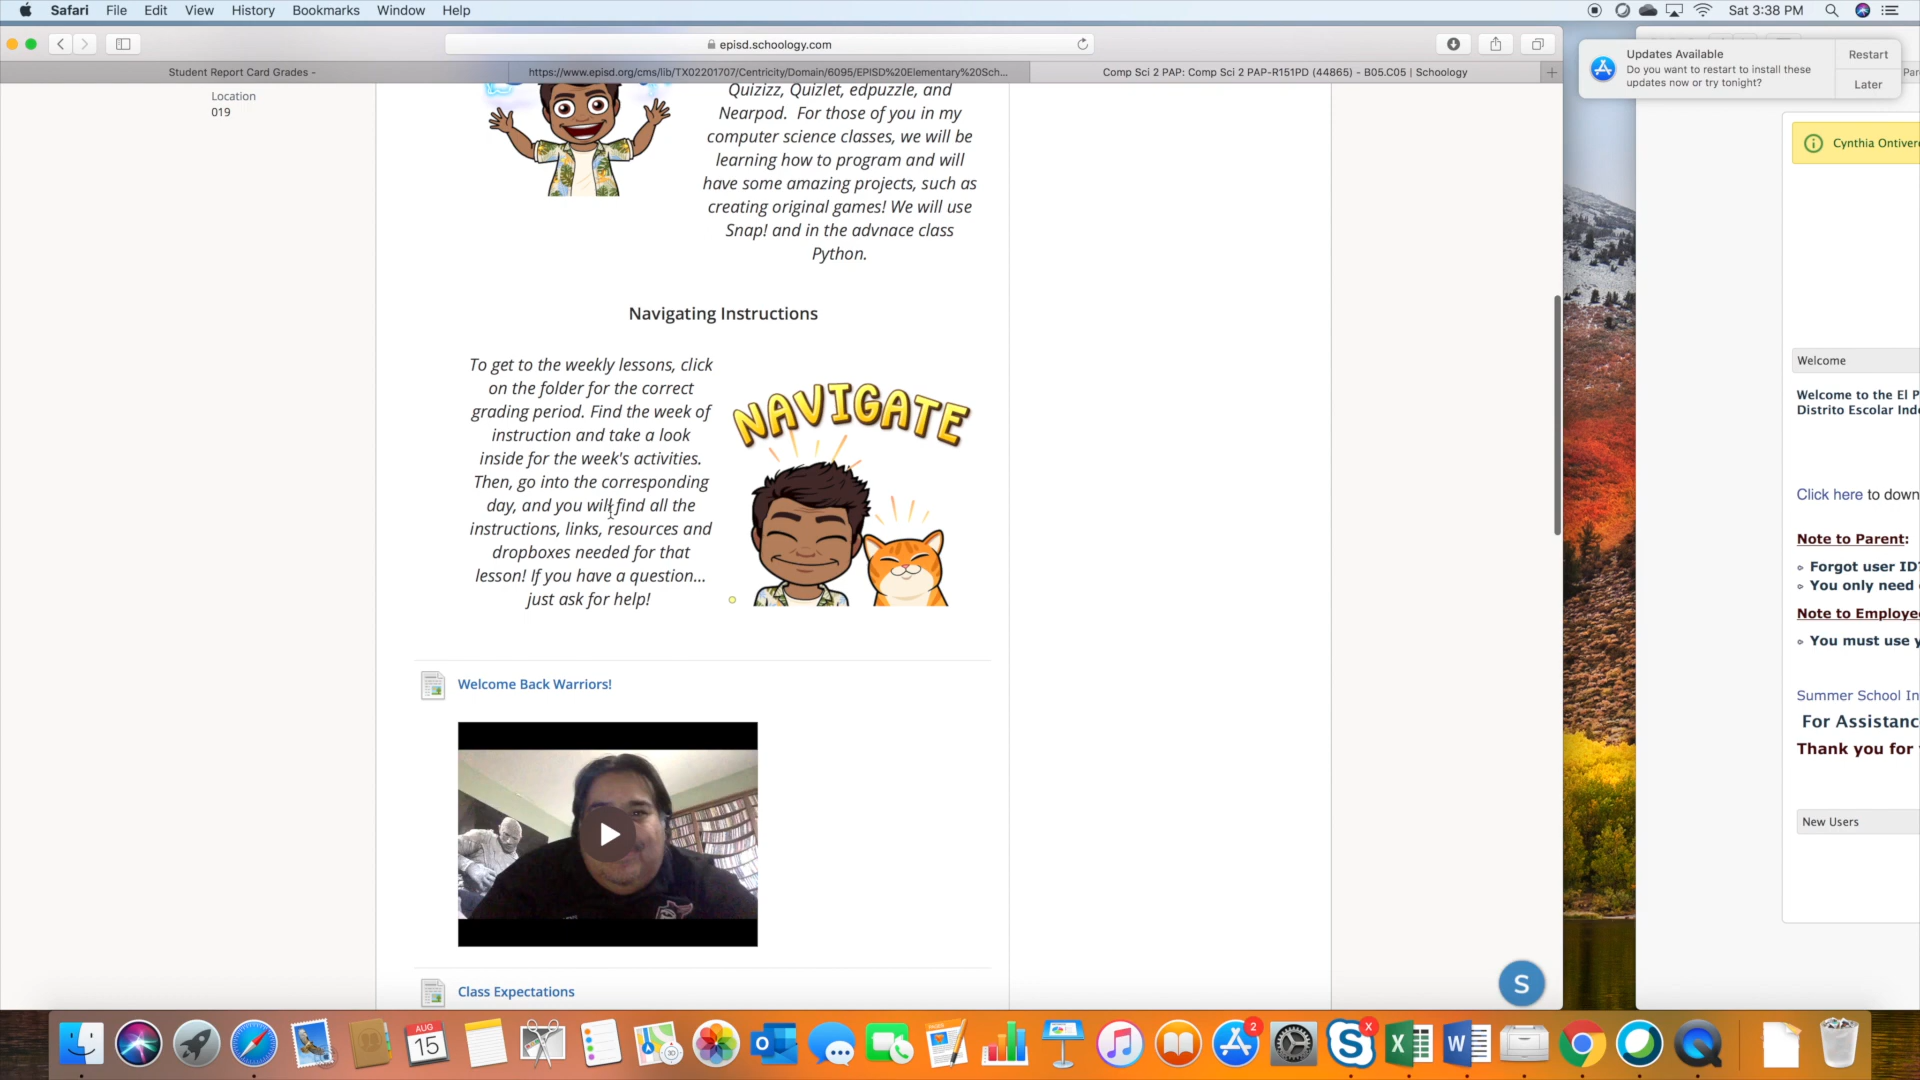 Safari File Edit View History Bookmarks Window Help
Sat 3:38 PM
episd.schoology.com
Student Report Card Grades -
https://www.episd.org/cms/lib/TX02201707/Centricity/Domain/6095/EPISD%20Elementary%20Sch...
Comp Sci 2 PAP: Comp Sci 2 PAP-R151PD (44865) - B05.C05 | Schoology
Updates Available
Do you want to restart to install these
updates now or try tonight?
Restart
Later
Location
019
Quizizz, Quizlet, edpuzzle, and
Nearpod. For those of you in my
computer science classes, we will be
learning how to program and will
have some amazing projects, such as
creating original games! We will use
Snap! and in the advnace class
Python.
Navigating Instructions
To get to the weekly lessons, click
on the folder for the correct
grading period. Find the week of
instruction and take a look
inside for the week's activities.
Then, go into the corresponding
day, and you will find all the
instructions, links, resources and
dropboxes needed for that
lesson! If you have a question...
just ask for help!
NAVIGATE
Welcome Back Warriors!
Class Expectations
S
Cynthia Ontiver
Welcome
Welcome to the El P
Distrito Escolar Ind
Click here to down
Note to Parent:
Forgot user ID?
You only need
Note to Employe
You must use y
Summer School In
For Assistanc
Thank you for
New Users
AUG
15
30
2
X